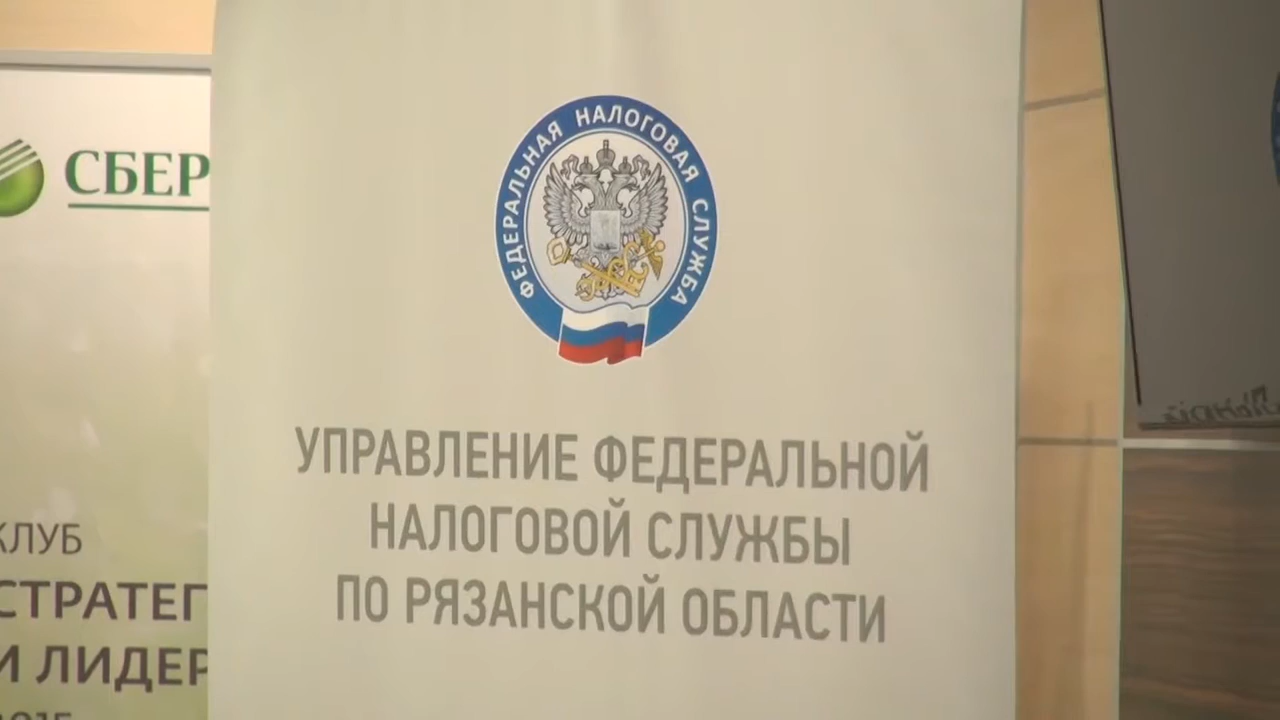 СБЕР
КЛУБ
СТРАТЕГ
И ЛИДЕР
ФЕДЕРАЛЬНАЯ НАЛОГОВАЯ СЛУЖБА
УПРАВЛЕНИЕ ФЕДЕРАЛЬНОЙ
НАЛОГОВОЙ СЛУЖБЫ
ПО РЯЗАНСКОЙ ОБЛАСТИ